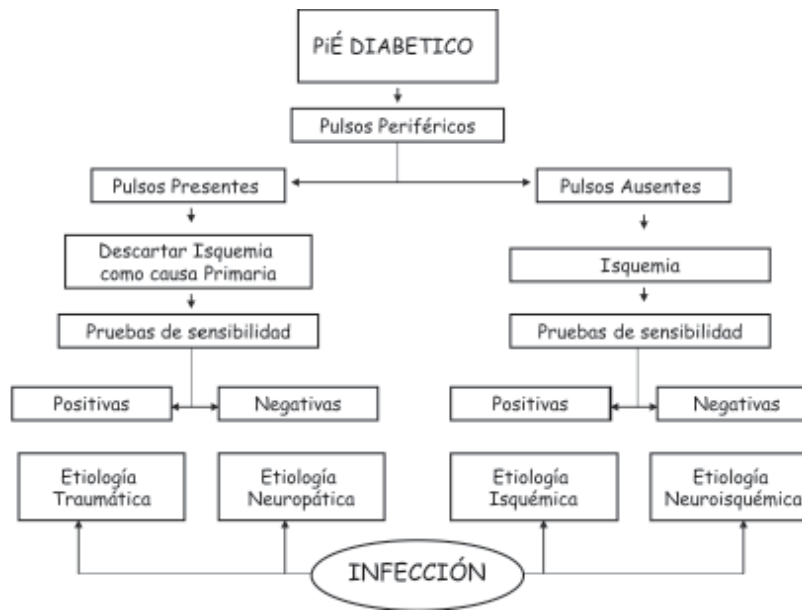 PiÉ DIABETICO
Pulsos Periféricos
Pulsos Presentes
Pulsos Ausentes
Descartar Isquemia
como causa Primaria
Isquemia
Pruebas de sensibilidad
Pruebas de sensibilidad
Positivas
Negativas
Positivas
Negativas
Etiología
Traumática
Etiología
Neuropática
Etiología
Isquémica
Etiología
Neuroisquémica
INFECCIÓN